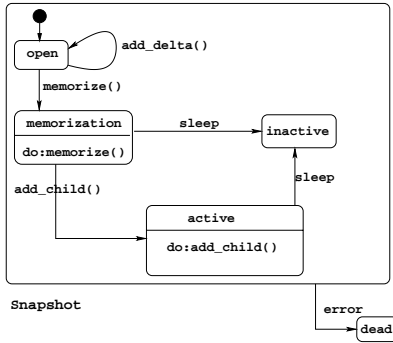 open
add_delta()
memorize()
memorization
do:memorize()
sleep
inactive
add_child()
sleep
active
do:add_child()
Snapshot
error
dead